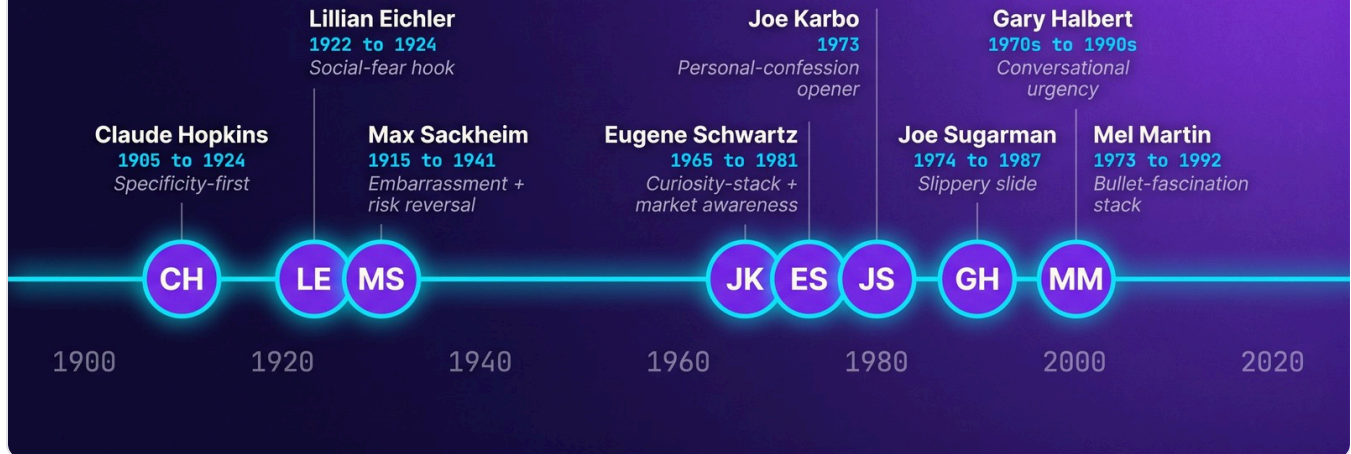 Lillian Eichler
1922 to 1924
Social-fear hook
Joe Karbo
1973
Personal-confession
opener
Gary Halbert
1970s to 1990s
Conversational
urgency
Claude Hopkins
1905 to 1924
Specificity-first
Max Sackheim
1915 to 1941
Embarrassment +
risk reversal
Eugene Schwartz
1965 to 1981
Curiosity-stack +
market awareness
Joe Sugarman
1974 to 1987
Slippery slide
Mel Martin
1973 to 1992
Bullet-fascination
stack
CH
LE
MS
JK
ES
JS
GH
MM
1900
1920
1940
1960
1980
2000
2020